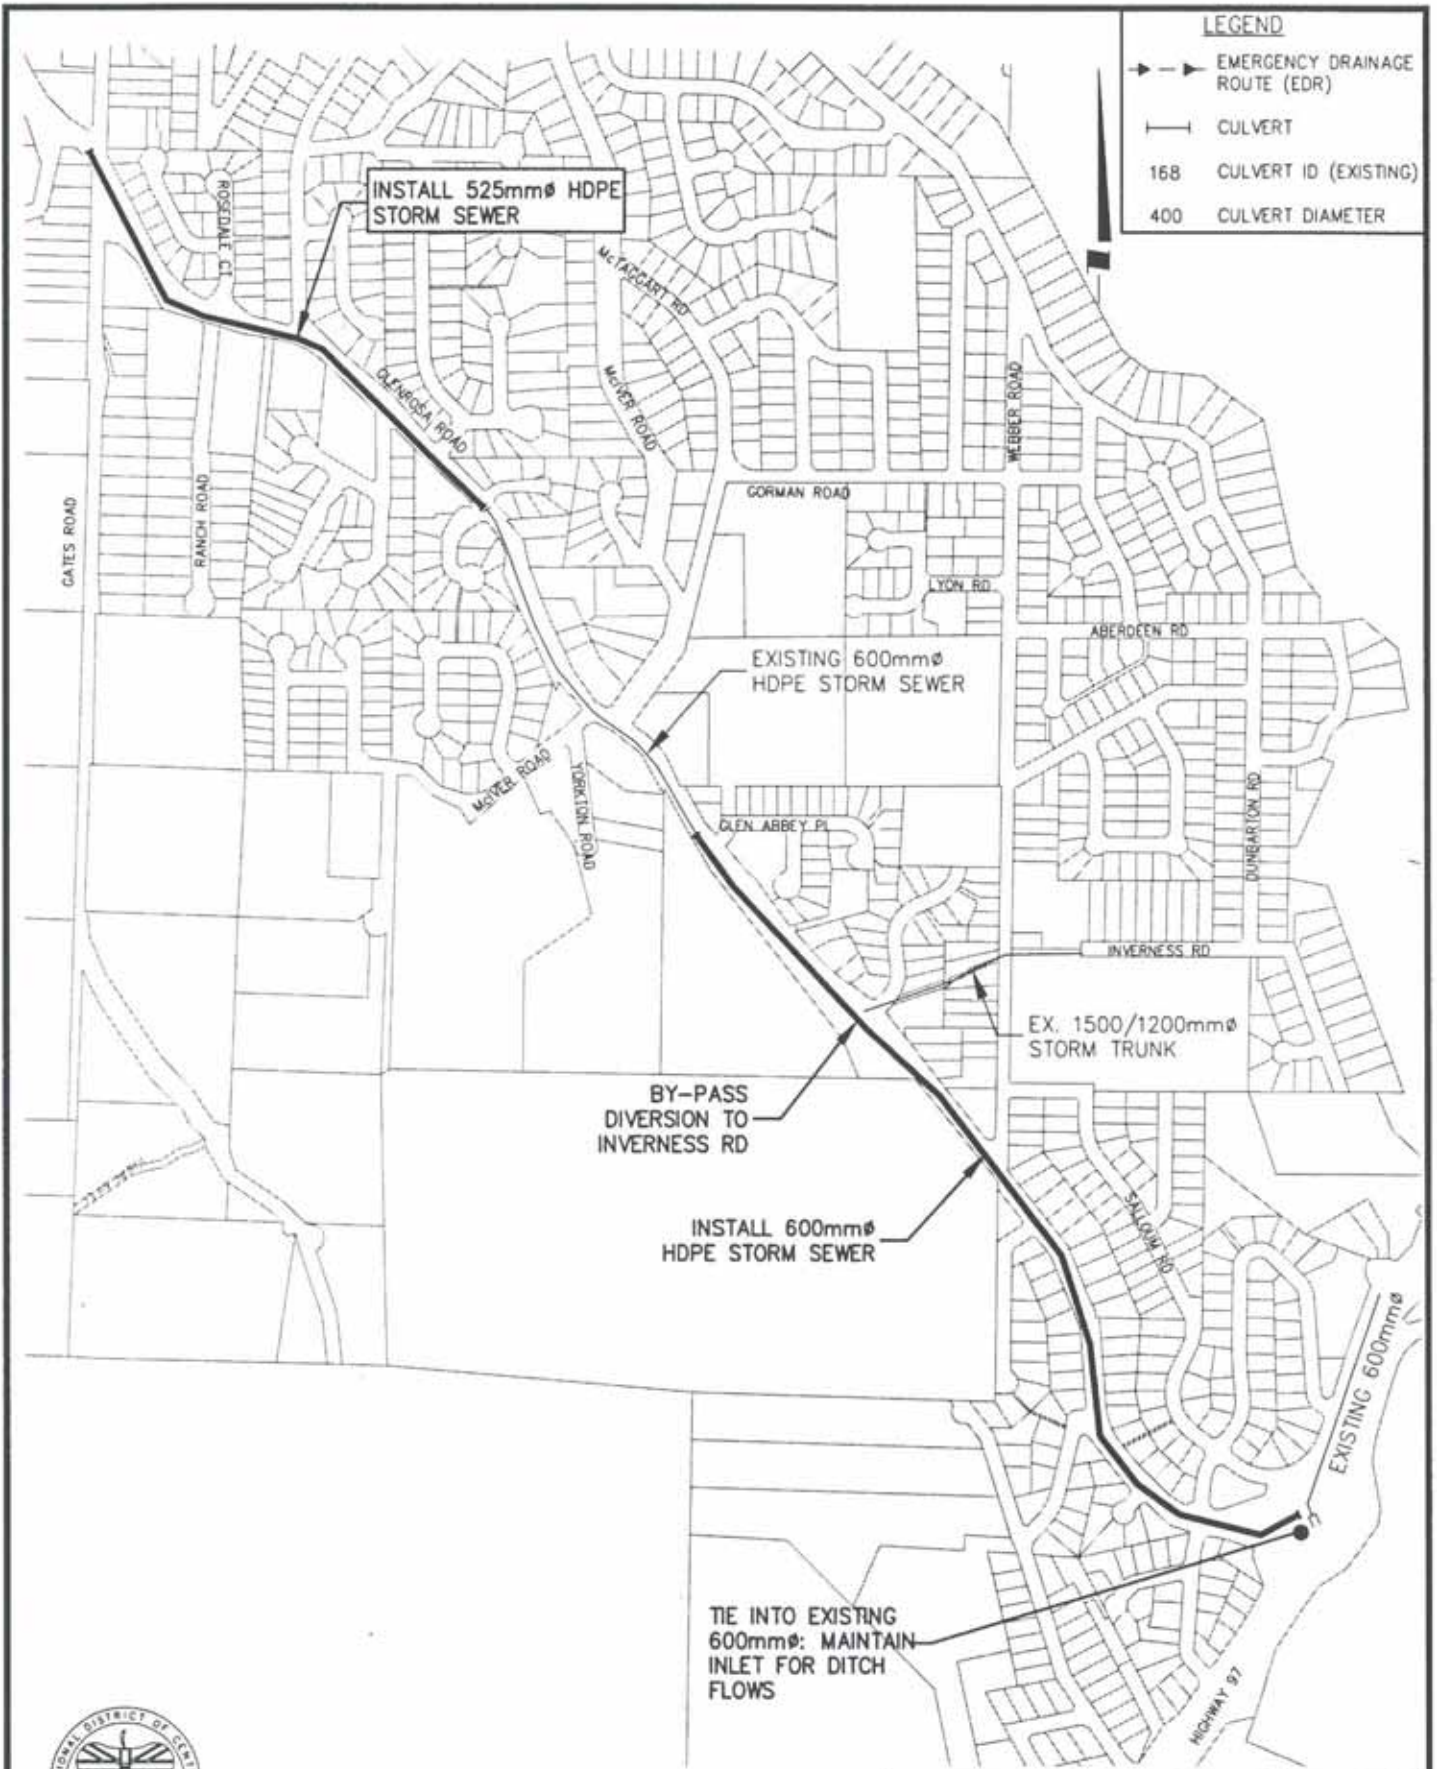 LEGEND
EMERGENCY DRAINAGE
ROUTE (EDR)
CULVERT
168 CULVERT ID (EXISTING)
400 CULVERT DIAMETER
INSTALL 525mmø HDPE
STORM SEWER
ROSEDALE CT
McTAGGART RD
GLENROSA ROAD
McIVER ROAD
WEBBER ROAD
GATES ROAD
RANCH ROAD
GORMAN ROAD
LYON RD
ABERDEEN RD
EXISTING 600mmø
HDPE STORM SEWER
McIVER ROAD
YORKTON ROAD
GLEN ABBEY PL
DUNBARTON RD
INVERNESS RD
EX. 1500/1200mmø
STORM TRUNK
BY-PASS
DIVERSION TO
INVERNESS RD
INSTALL 600mmø
HDPE STORM SEWER
SALLOUM RD
EXISTING 600mmø
TIE INTO EXISTING
600mmø: MAINTAIN
INLET FOR DITCH
FLOWS
HIGHWAY 97
DISTRICT OF